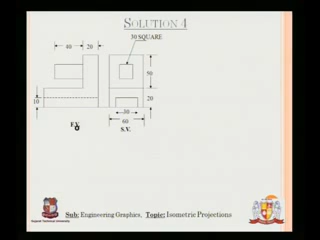 SOLUTION 4
30 SQUARE
40 20
50
10
20
30
F.V.
60
S.V.
Sub: Engineering Graphics, Topic: Isometric Projections
Gujarat Technological University